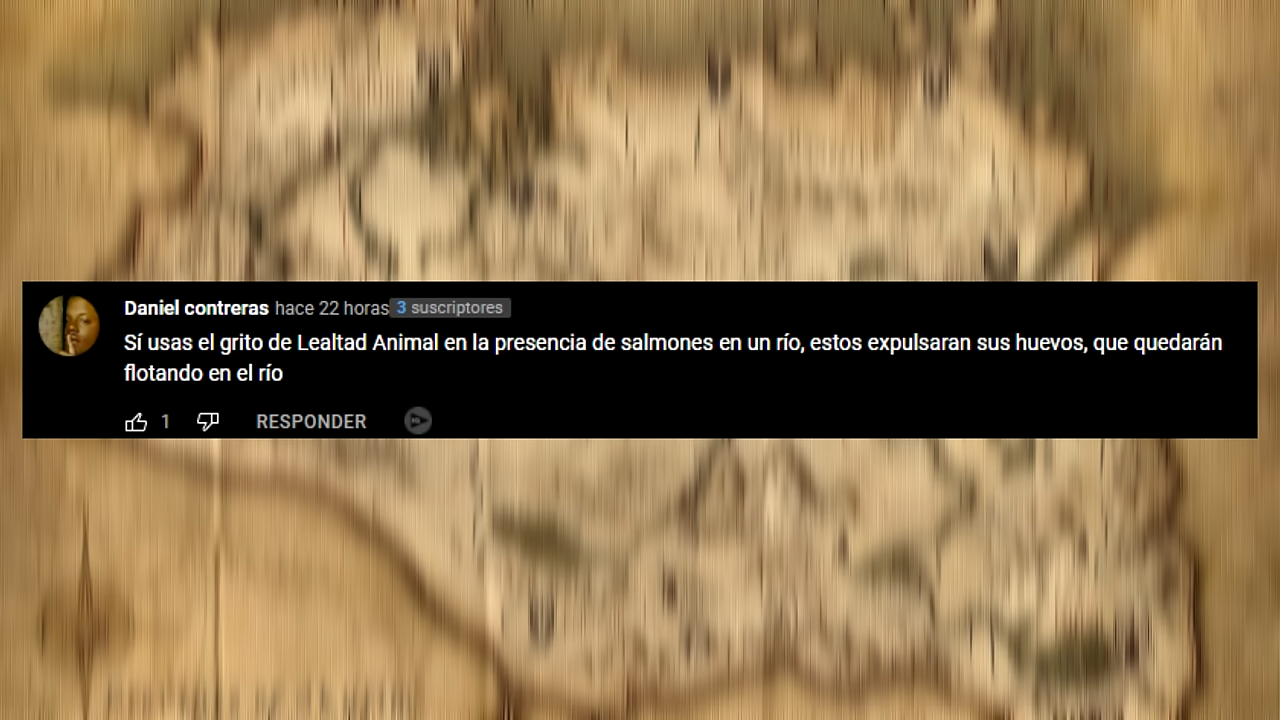 Daniel contreras hace 22 horas 3 suscriptores
Sí usas el grito de Lealtad Animal en la presencia de salmones en un río, estos expulsaran sus huevos, que quedarán
flotando en el río
1 RESPONDER